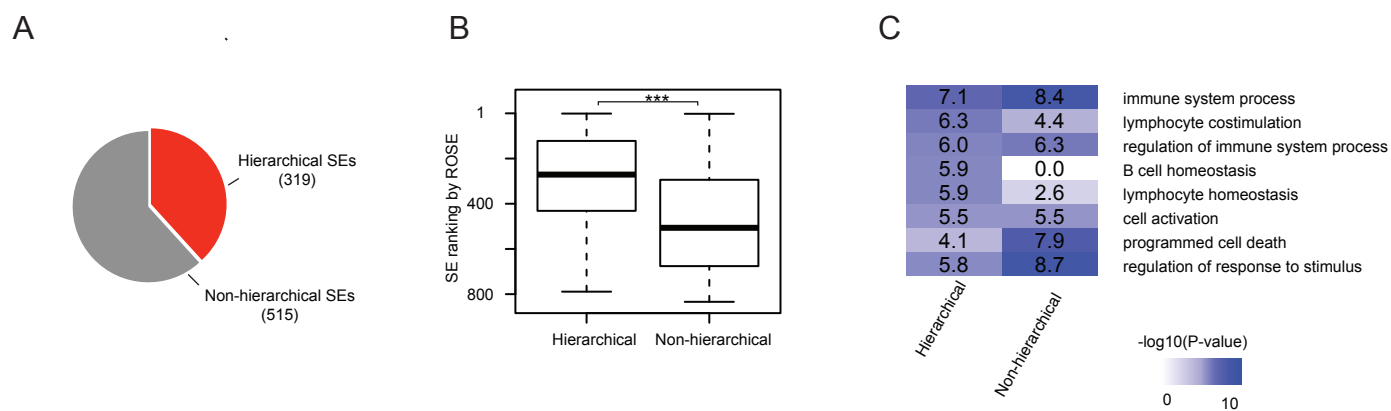 A
B
C
Hierarchical SEs
(319)
Non-hierarchical SEs
(515)
SE ranking by ROSE
1
400
800
***
Hierarchical
Non-hierarchical
7.1 8.4 immune system process
6.3 4.4 lymphocyte costimulation
6.0 6.3 regulation of immune system process
5.9 0.0 B cell homeostasis
5.9 2.6 lymphocyte homeostasis
5.5 5.5 cell activation
4.1 7.9 programmed cell death
5.8 8.7 regulation of response to stimulus
Hierarchical
Non-hierarchical
-log10(P-value)
0 10